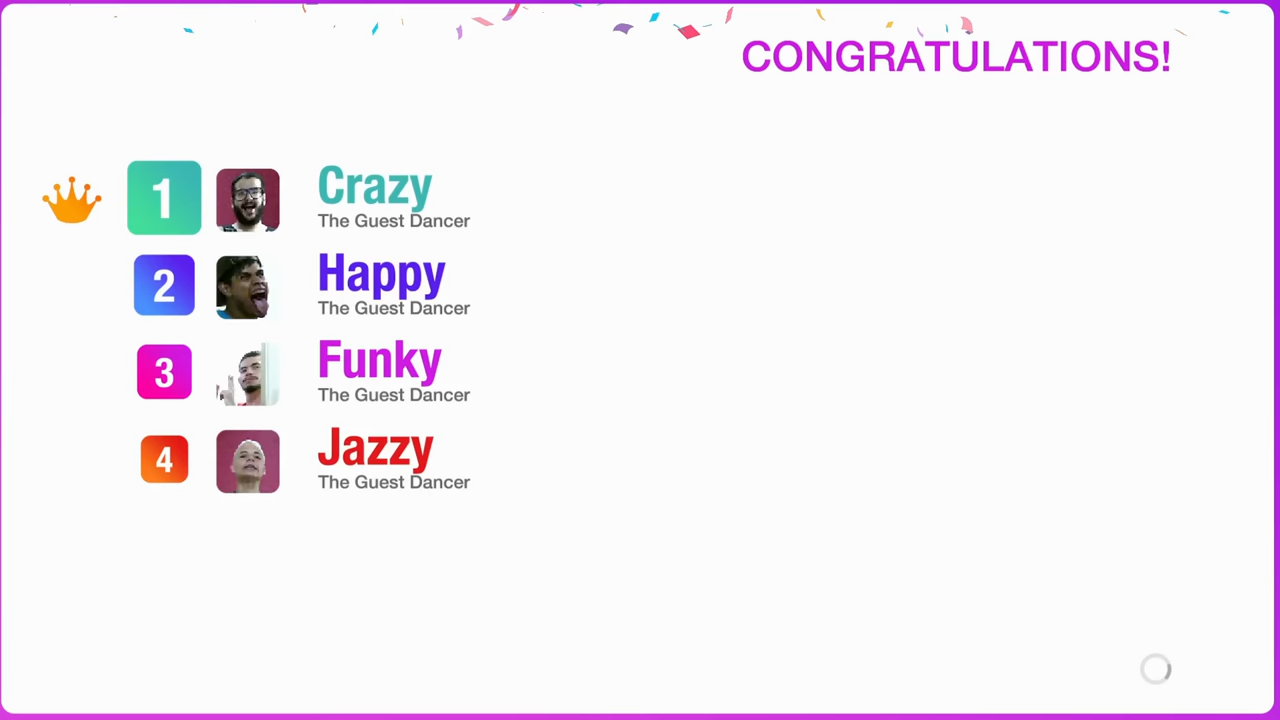 CONGRATULATIONS!
1
Crazy
The Guest Dancer
2
Happy
The Guest Dancer
3
Funky
The Guest Dancer
4
Jazzy
The Guest Dancer